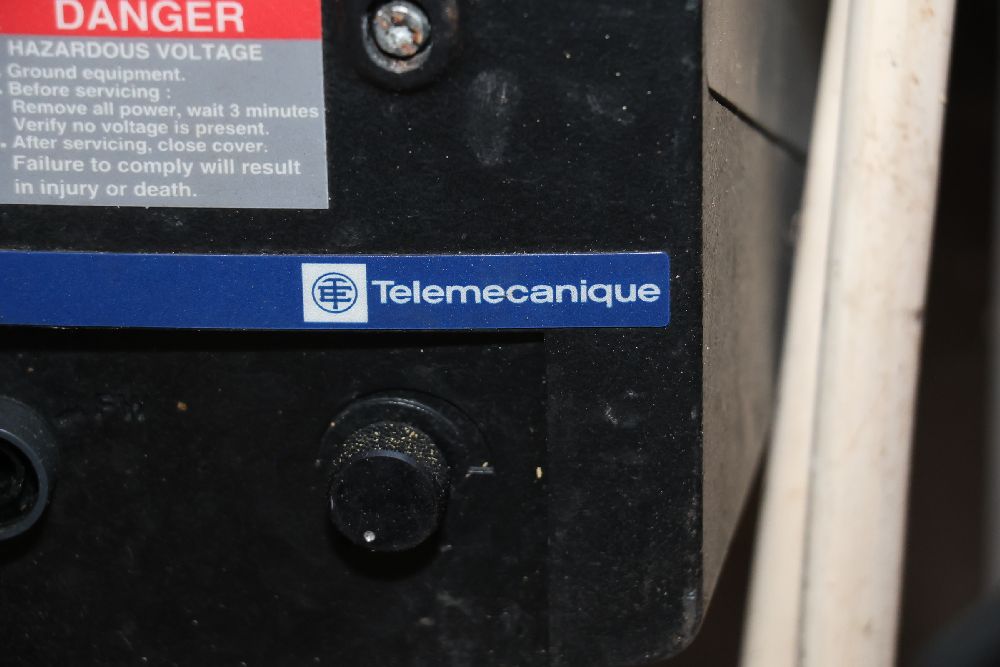 DANGER
HAZARDOUS VOLTAGE
. Ground equipment.
. Before servicing :
Remove all power, wait 3 minutes
Verify no voltage is present.
. After servicing, close cover.
Failure to comply will result
in injury or death.
TE Telemecanique